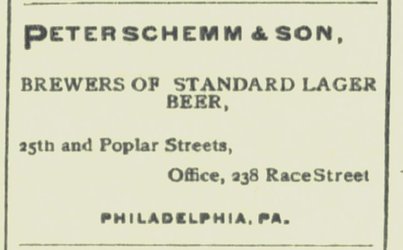 PETER SCHEMM & SON,
BREWERS OF STANDARD LAGER
BEER,
25th and Poplar Streets,
Office, 238 Race Street
PHILADELPHIA, PA.